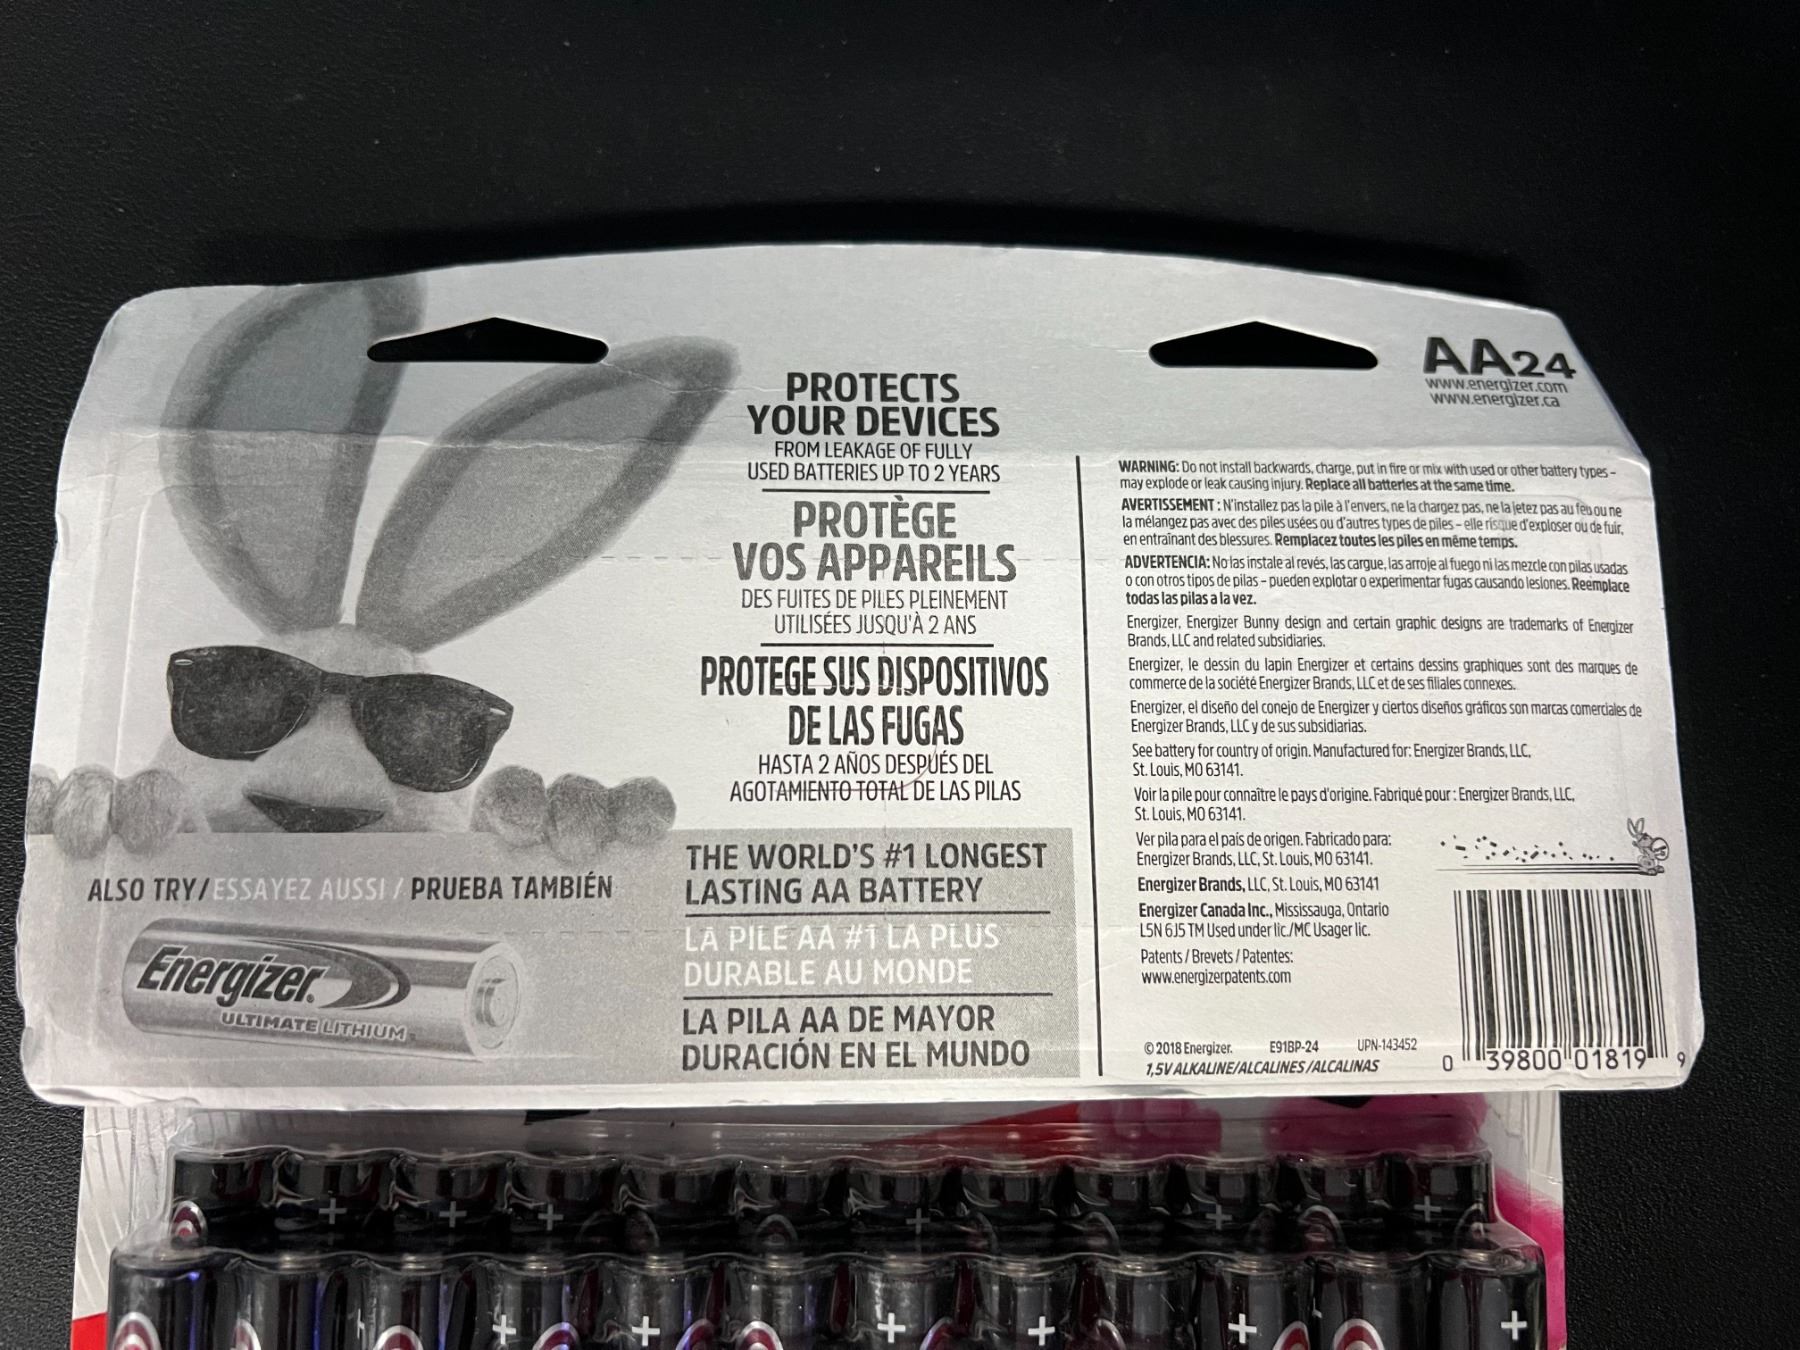 PROTECTS
YOUR DEVICES
FROM LEAKAGE OF FULLY
USED BATTERIES UP TO 2 YEARS
PROTÈGE
VOS APPAREILS
DES FUITES DE PILES PLEINEMENT
UTILISÉES JUSQU'À 2 ANS
PROTEGE SUS DISPOSITIVOS
DE LAS FUGAS
HASTA 2 AÑOS DESPUÉS DEL
AGOTAMIENTO TOTAL DE LAS PILAS
ALSO TRY/ESSAYEZ AUSSI / PRUEBA TAMBIÉN
Energizer.
ULTIMATE LITHIUM
THE WORLD'S #1 LONGEST
LASTING AA BATTERY
LA PILE AA #1 LA PLUS
DURABLE AU MONDE
LA PILA AA DE MAYOR
DURACIÓN EN EL MUNDO
AA24
www.energizer.com
www.energizer.ca
WARNING: Do not install backwards, charge, put in fire or mix with used or other battery types –
may explode or leak causing injury. Replace all batteries at the same time.
AVERTISSEMENT : N'installez pas la pile à l'envers, ne la chargez pas, ne la jetez pas au feu ou ne
la mélangez pas avec des piles usées ou d'autres types de piles – elle risque d'exploser ou de fuir,
en entraînant des blessures. Remplacez toutes les piles en même temps.
ADVERTENCIA: No las instale al revés, las cargue, las arroje al fuego ni las mezcle con pilas usadas
o con otros tipos de pilas – pueden explotar o experimentar fugas causando lesiones. Reemplace
todas las pilas a la vez.
Energizer, Energizer Bunny design and certain graphic designs are trademarks of Energizer
Brands, LLC and related subsidiaries.
Energizer, le dessin du lapin Energizer et certains dessins graphiques sont des marques de
commerce de la société Energizer Brands, LLC et de ses filiales connexes.
Energizer, el diseño del conejo de Energizer y ciertos diseños gráficos son marcas comerciales de
Energizer Brands, LLC y de sus subsidiarias.
See battery for country of origin. Manufactured for: Energizer Brands, LLC,
St. Louis, MO 63141.
Voir la pile pour connaître le pays d'origine. Fabriqué pour : Energizer Brands, LLC,
St. Louis, MO 63141.
Ver pila para el país de origen. Fabricado para:
Energizer Brands, LLC, St. Louis, MO 63141.
Energizer Brands, LLC, St. Louis, MO 63141
Energizer Canada Inc., Mississauga, Ontario
L5N 6J5 TM Used under lic./MC Usager lic.
Patents / Brevets / Patentes:
www.energizerpatents.com
© 2018 Energizer. E91BP-24 UPN-143452
1,5V ALKALINE/ALCALINES/ALCALINAS
0 39800 01819 9